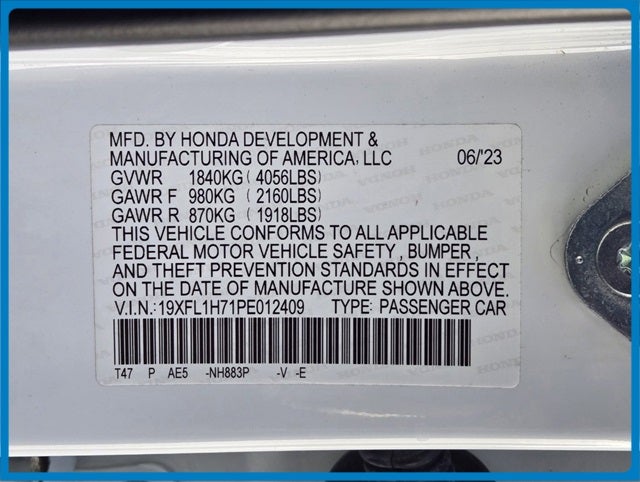 MFD. BY HONDA DEVELOPMENT &
MANUFACTURING OF AMERICA, LLC 06/'23
GVWR 1840KG ( 4056LBS)
GAWR F 980KG ( 2160LBS)
GAWR R 870KG ( 1918LBS)
THIS VEHICLE CONFORMS TO ALL APPLICABLE
FEDERAL MOTOR VEHICLE SAFETY , BUMPER,
AND THEFT PREVENTION STANDARDS IN EFFECT
ON THE DATE OF MANUFACTURE SHOWN ABOVE.
V.I.N.: 19XFL1H71PE012409 TYPE: PASSENGER CAR
T47 P AE5 -NH883P -V -E